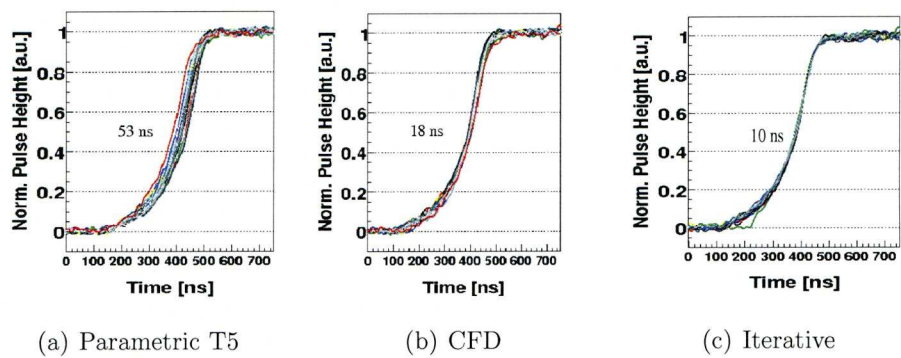 Norm. Pulse Height [a.u.]
1
0.8
0.6
0.4
0.2
0
53 ns
0 100 200 300 400 500 600 700
Time [ns]
(a) Parametric T5
Norm. Pulse Height [a.u.]
1
0.8
0.6
0.4
0.2
0
18 ns
0 100 200 300 400 500 600 700
Time [ns]
(b) CFD
Norm. Pulse Height [a.u.]
1
0.8
0.6
0.4
0.2
0
10 ns
0 100 200 300 400 500 600 700
Time [ns]
(c) Iterative